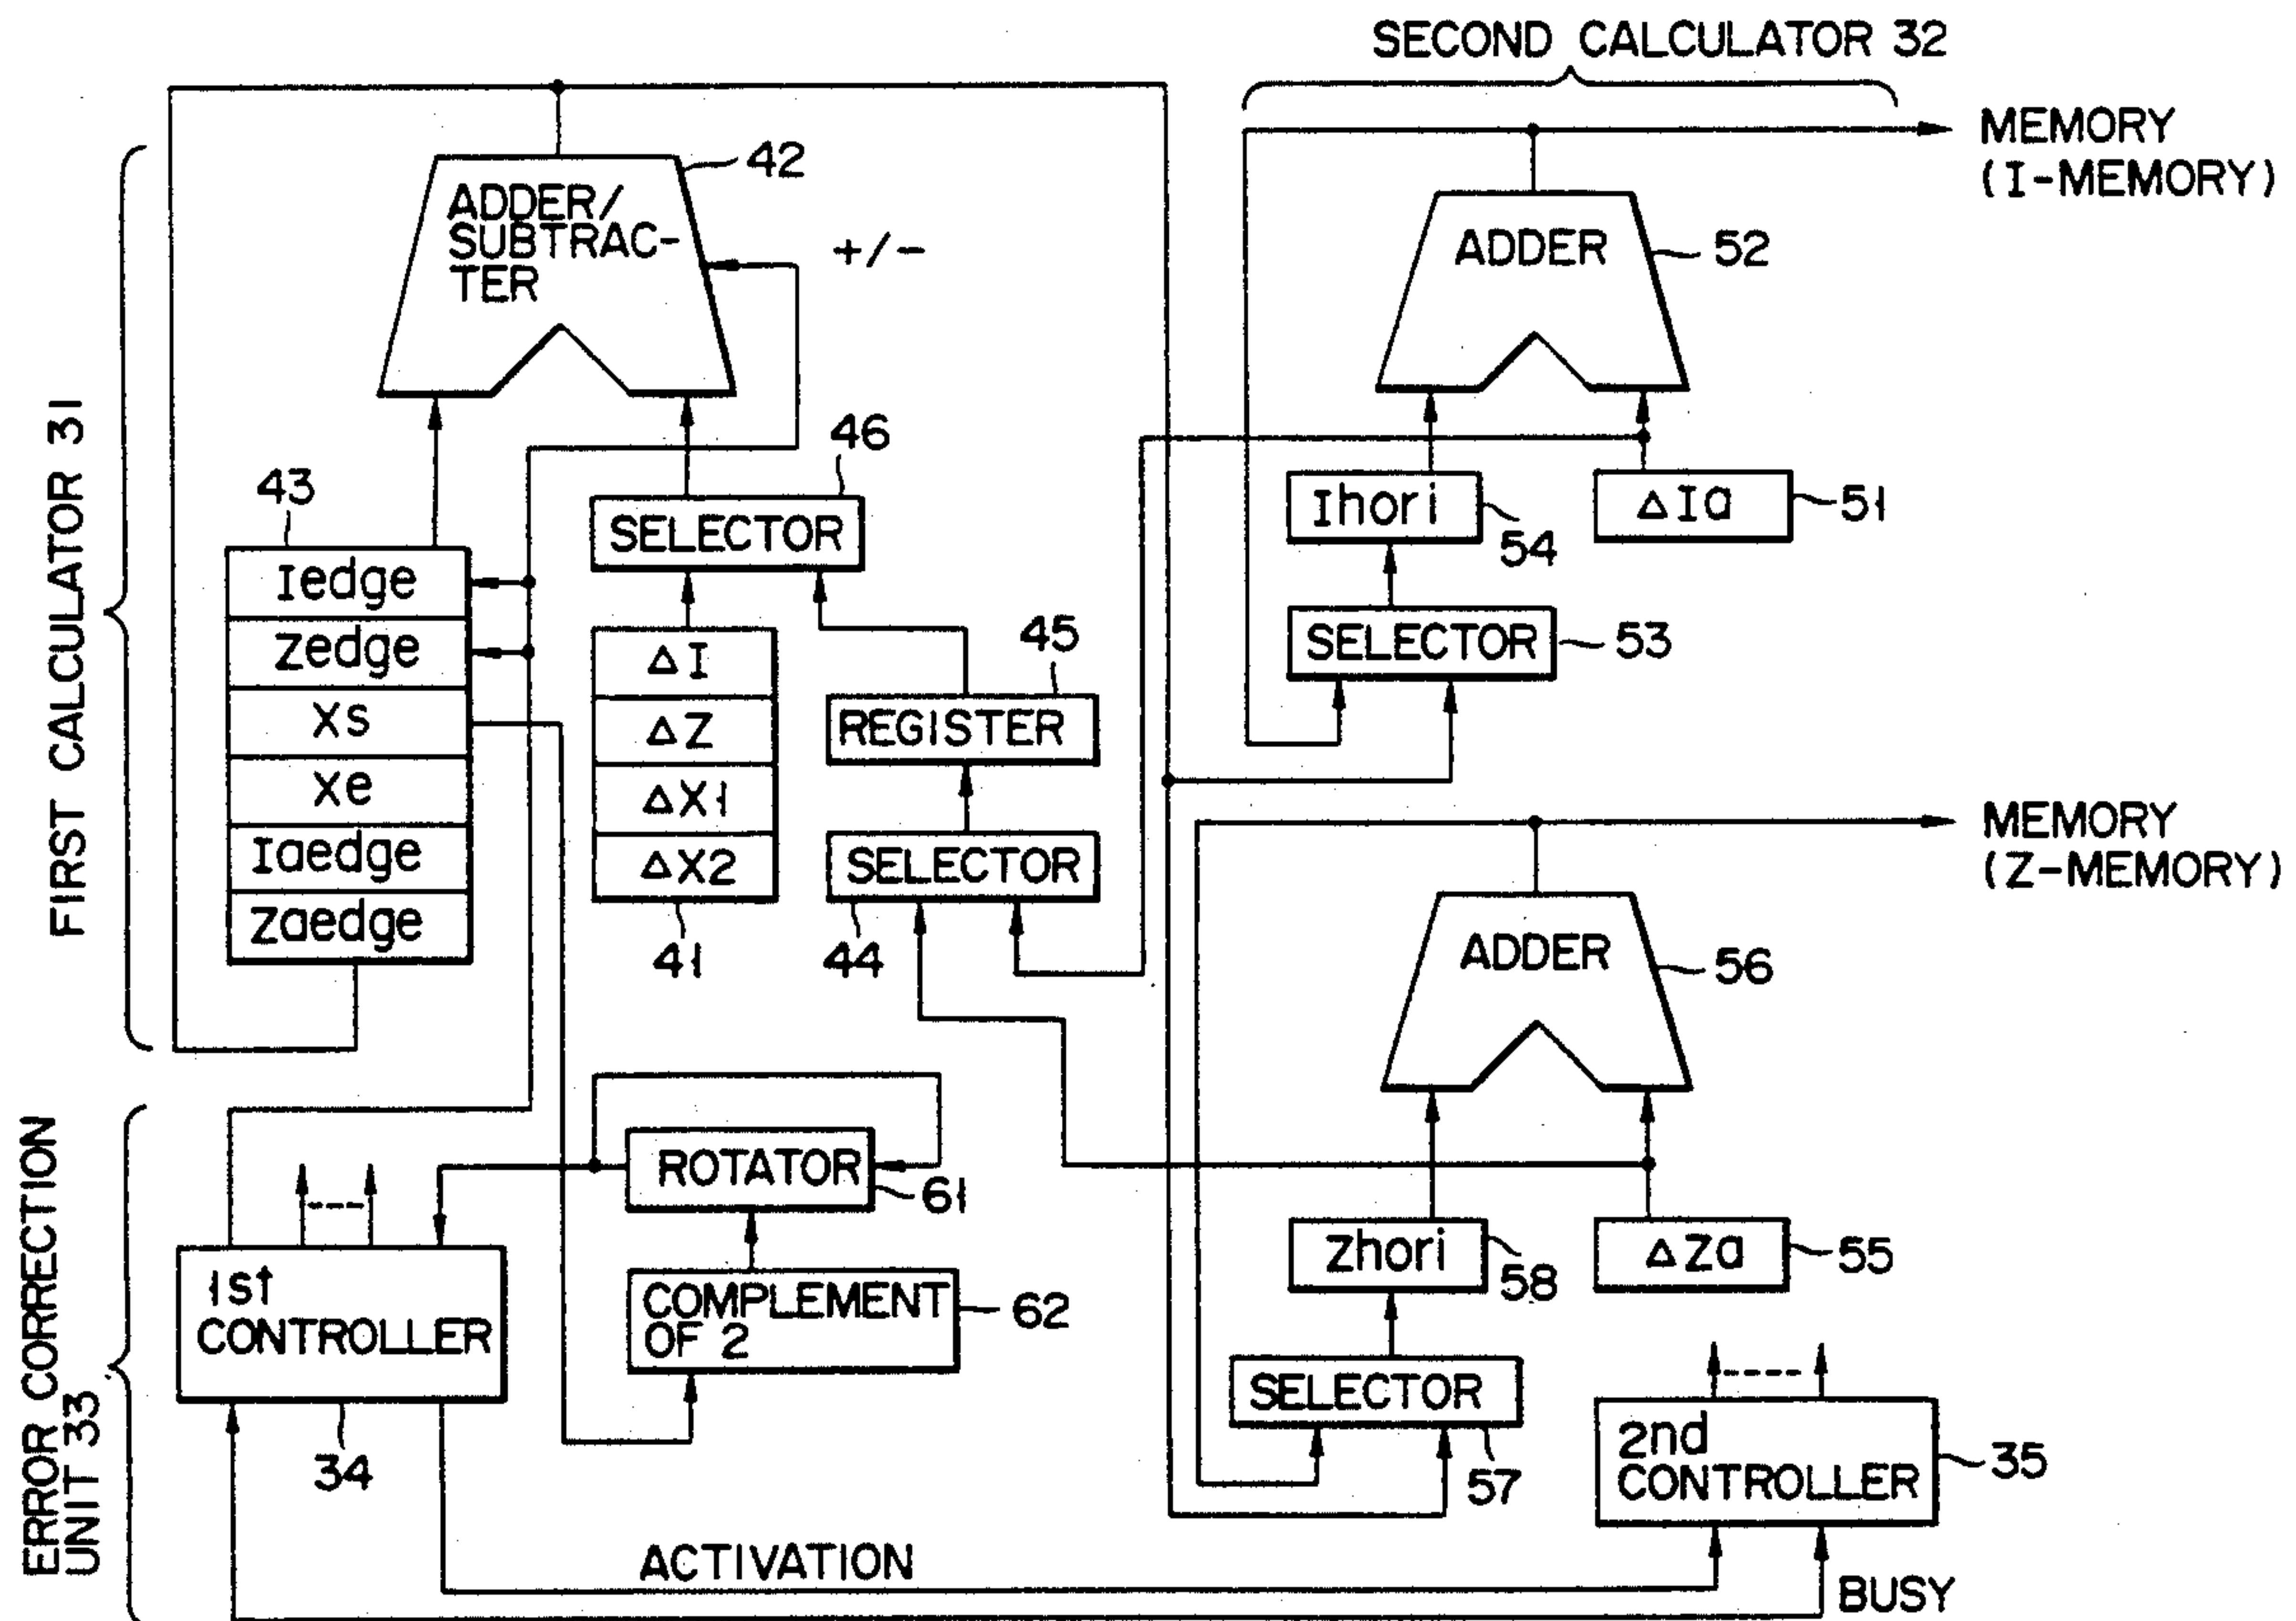 SECOND CALCULATOR 32
MEMORY
(I-MEMORY)
42
ADDER/
SUBTRAC-
TER
+/-
ADDER
52
FIRST CALCULATOR 31
43
46
SELECTOR
Ihori
54
ΔIa
51
Iedge
Zedge
Xs
Xe
Iaedge
Zaedge
ΔI
ΔZ
ΔX1
ΔX2
41
45
REGISTER
SELECTOR
44
SELECTOR
53
MEMORY
(Z-MEMORY)
ADDER
56
ERROR CORRECTION
UNIT 33
ROTATOR
61
Zhori
58
ΔZa
55
1st
CONTROLLER
34
COMPLEMENT
OF 2
62
SELECTOR
57
2nd
CONTROLLER
35
ACTIVATION
BUSY